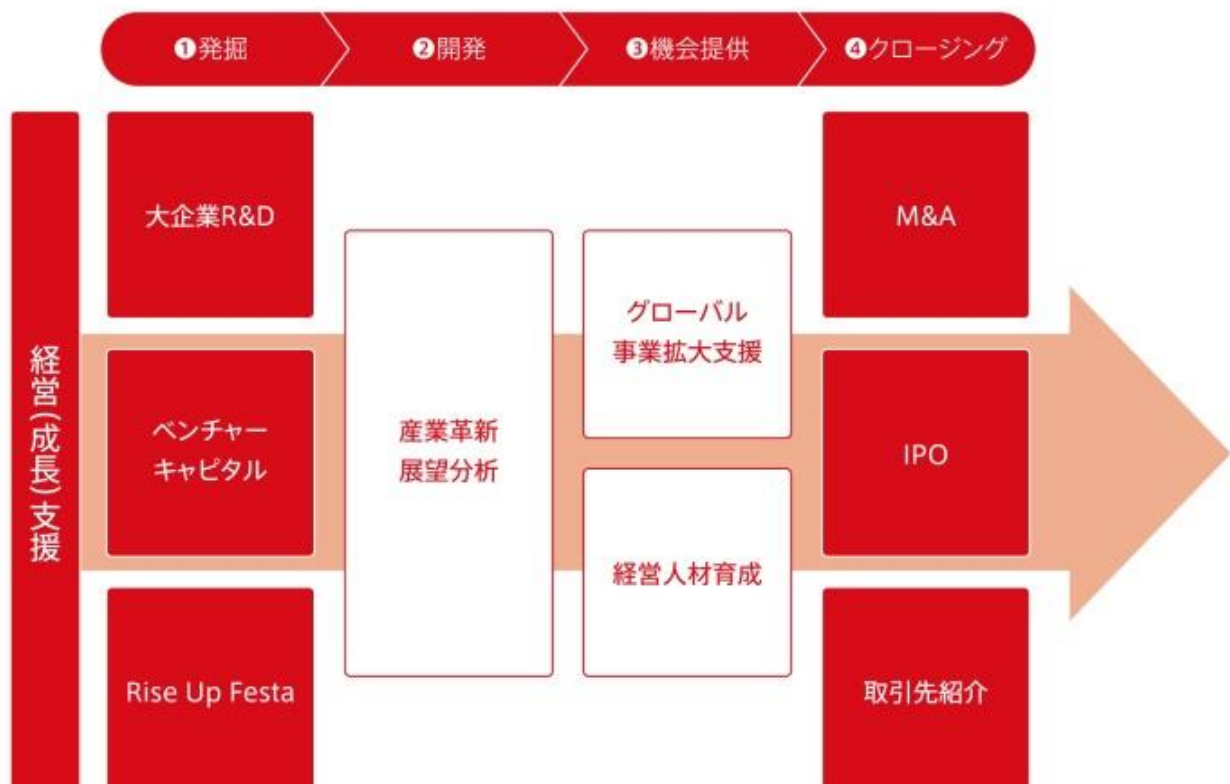 ❶発掘
❷開発
❸機会提供
❹クロージング
経営(成長)支援
大企業R&D
ベンチャー
キャピタル
Rise Up Festa
産業革新
展望分析
グローバル
事業拡大支援
経営人材育成
M&A
IPO
取引先紹介